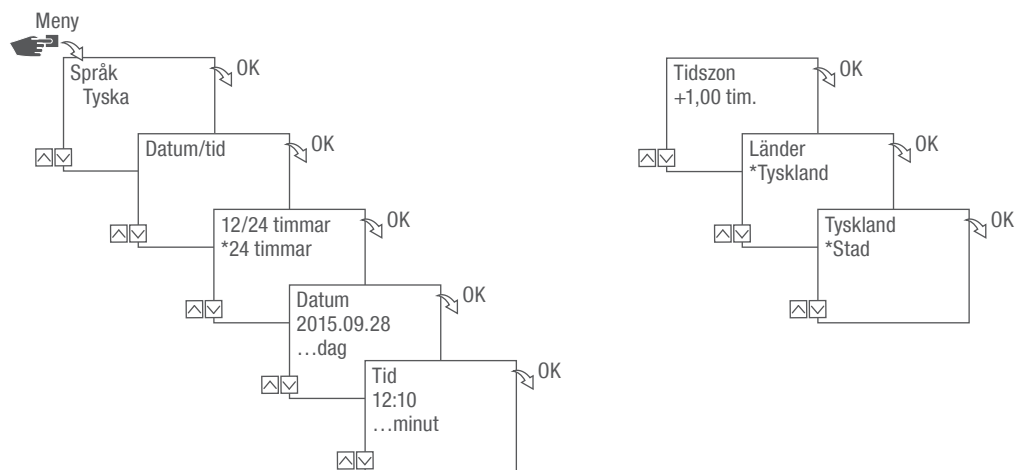 Meny
Språk
Tyska
OK
Datum/tid
OK
12/24 timmar
*24 timmar
OK
Datum
2015.09.28
…dag
OK
Tid
12:10
…minut
OK
Tidszon
+1,00 tim.
OK
Länder
*Tyskland
OK
Tyskland
*Stad
OK